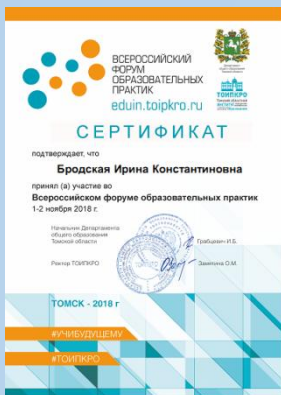 ВСЕРОССИЙСКИЙ
ФОРУМ
ОБРАЗОВАТЕЛЬНЫХ
ПРАКТИК
eduin.toipkro.ru
ТОИПКРО
СЕРТИФИКАТ
подтверждает, что
Бродская Ирина Константиновна
принял (а) участие во
Всероссийском форуме образовательных практик
1-2 ноября 2018 г.
Начальник Департамента
общего образования
Томской области
Грабцевич И.Б.
Ректор ТОИПКРО
Замятина О.М.
ТОМСК - 2018 г
#УЧИБУДУЩЕМУ
#ТОИПКРО